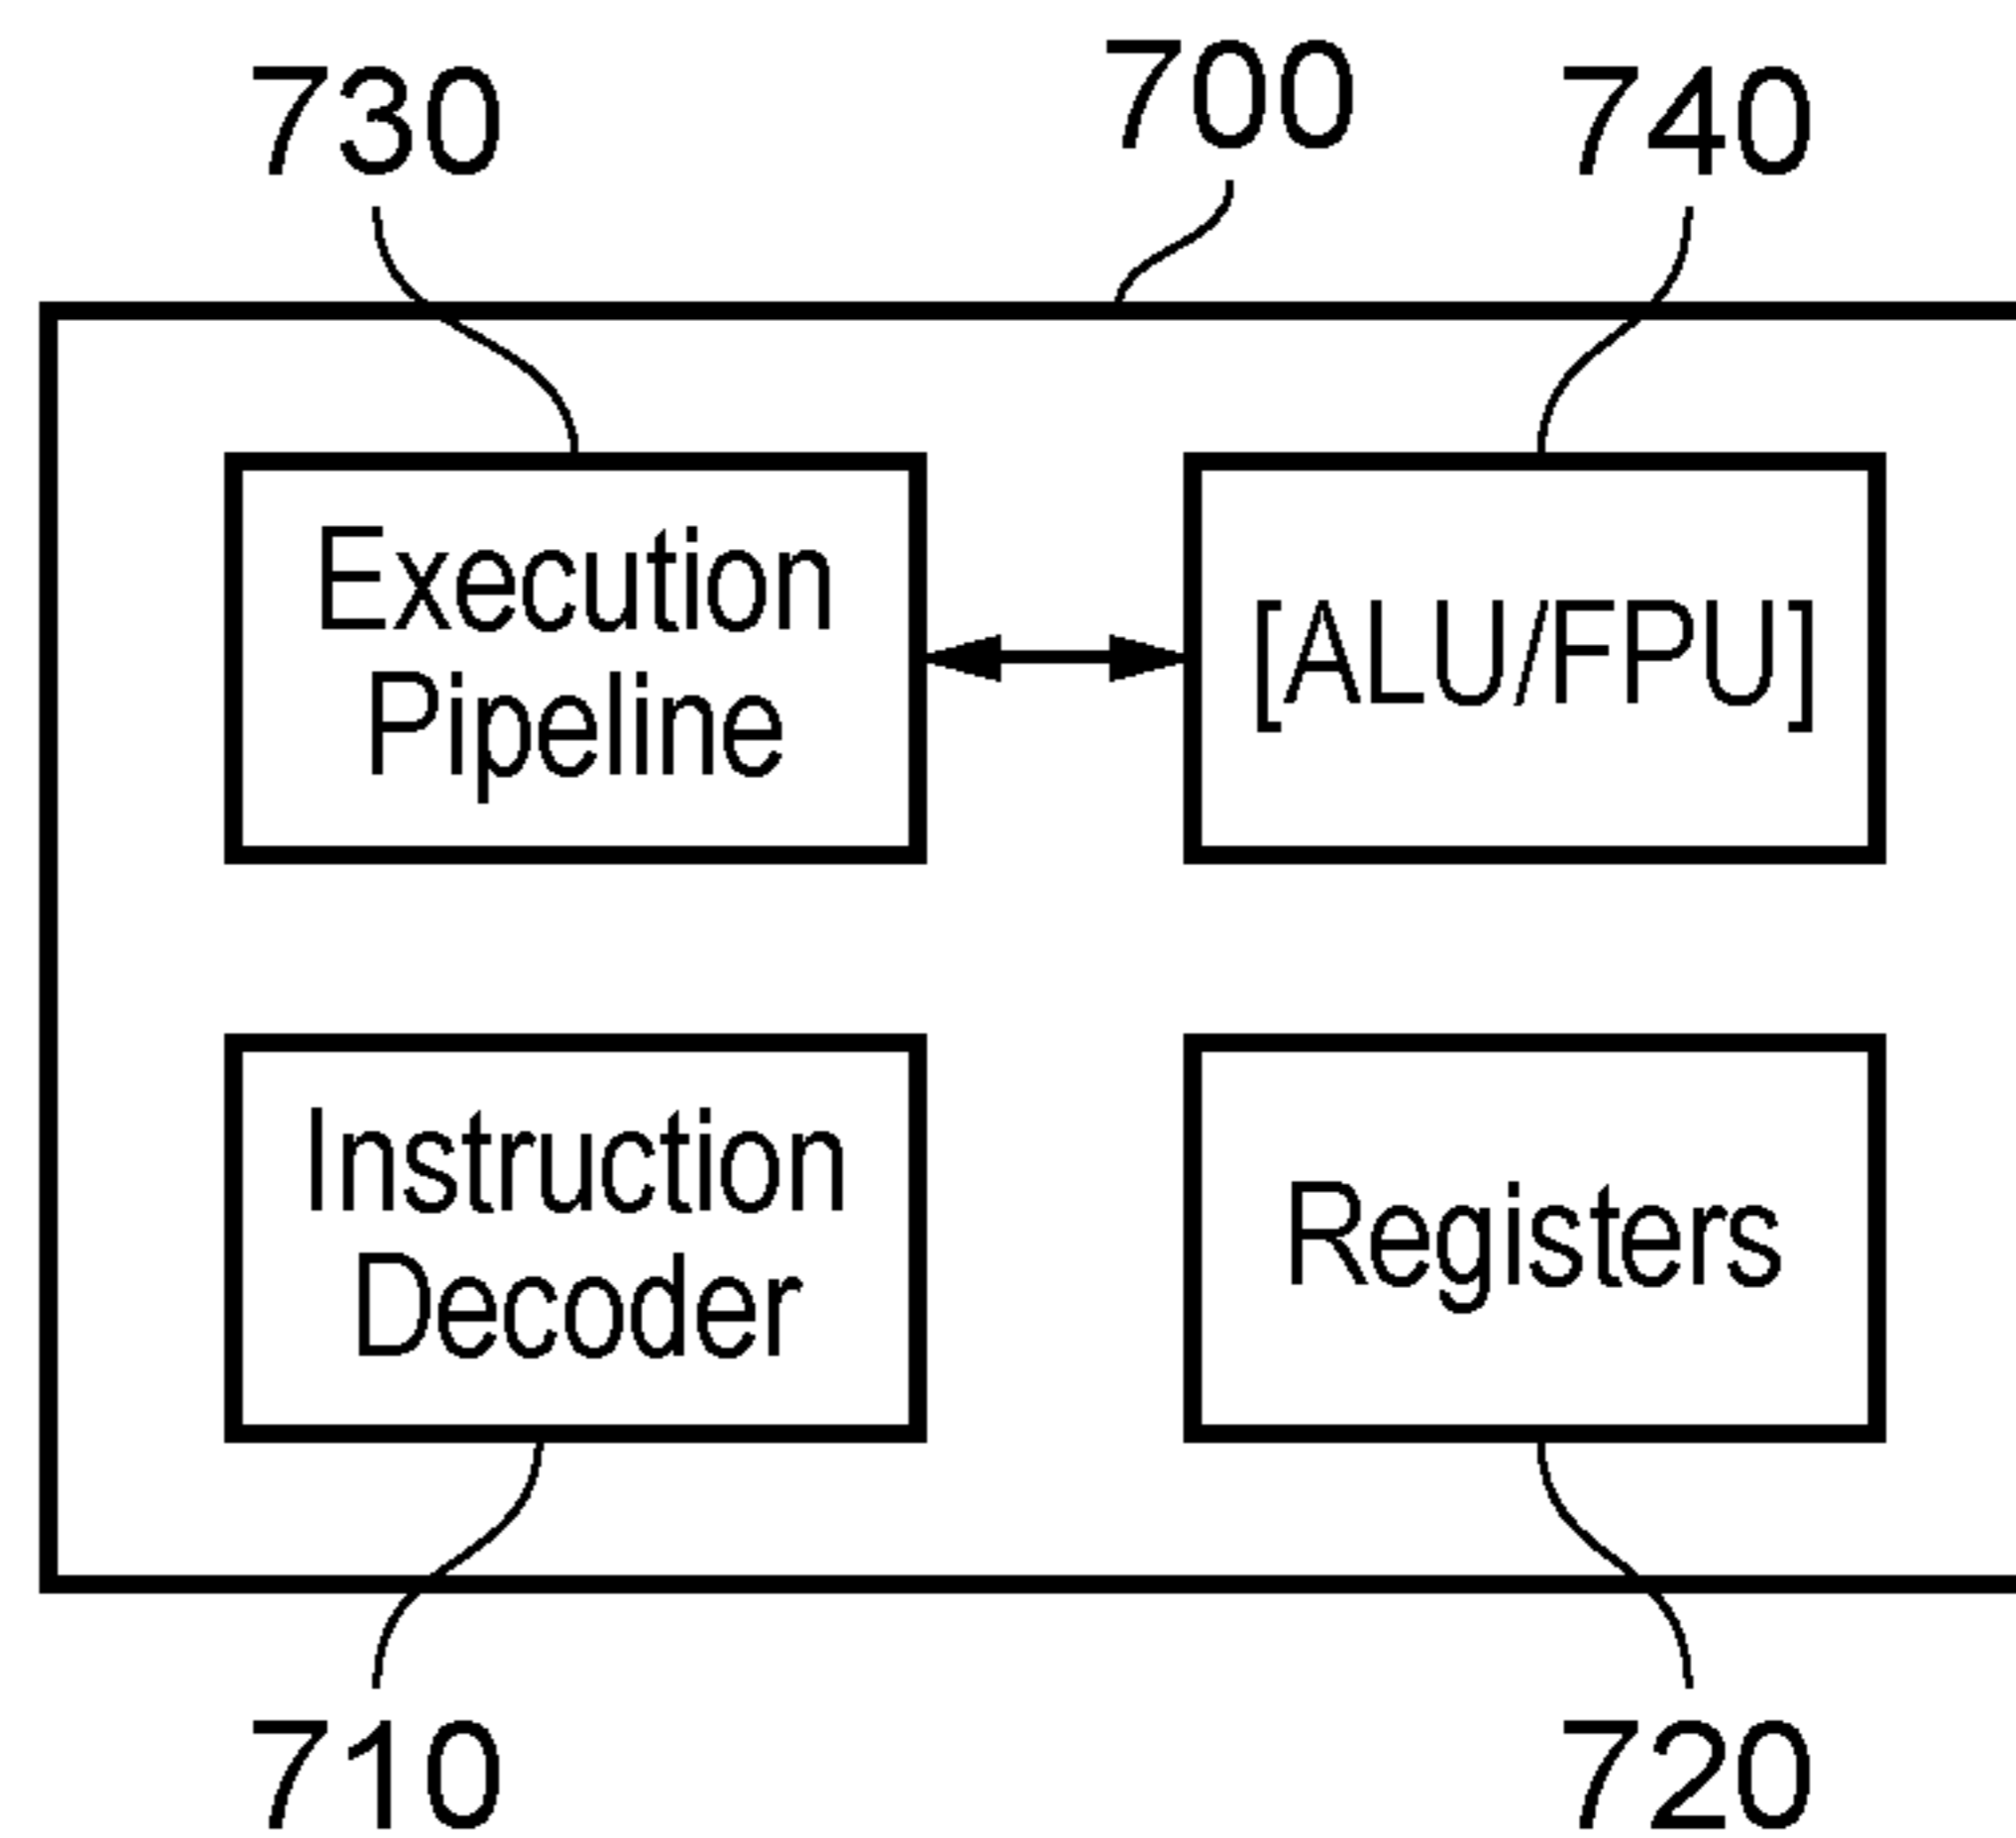 730
700
740
Execution
Pipeline
[ALU/FPU]
Instruction
Decoder
Registers
710
720